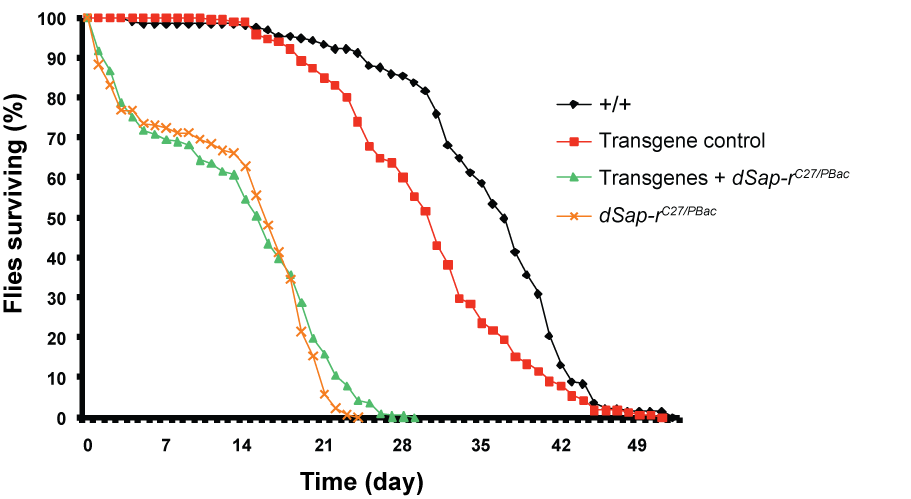 Flies surviving (%)
100
90
80
70
60
50
40
30
20
10
0
0 7 14 21 28 35 42 49
Time (day)
+/+
Transgene control
Transgenes + dSap-rC27/PBac
dSap-rC27/PBac